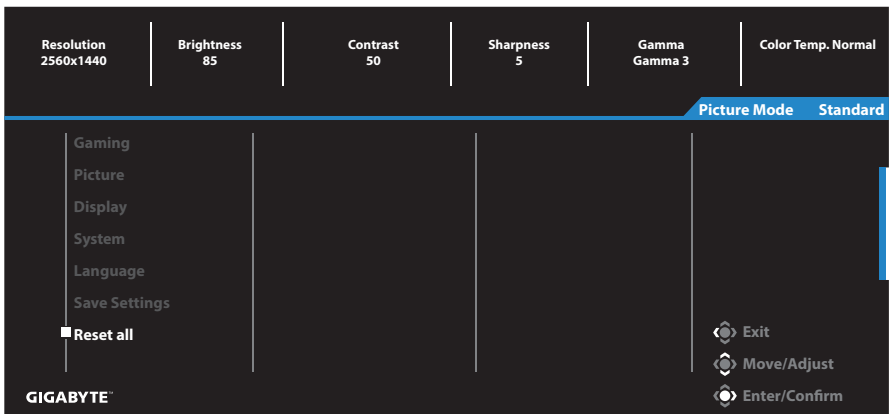 Resolution Brightness Contrast Sharpness Gamma Color Temp. Normal
2560x1440 85 50 5 Gamma 3
Picture Mode Standard
Gaming
Picture
Display
System
Language
Save Settings
Reset all
Exit
Move/Adjust
Enter/Confirm
GIGABYTE™